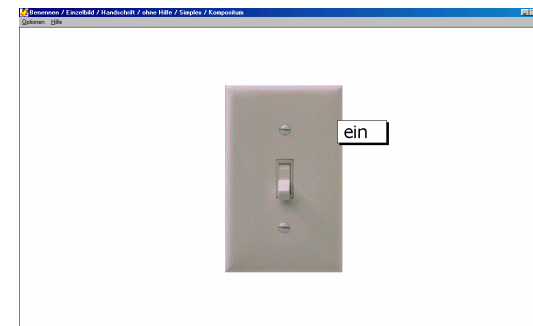 Benennen / Einzelbild / Handschrift / ohne Hilfe / Simplex / Kompositum
Optionen Hilfe
ein